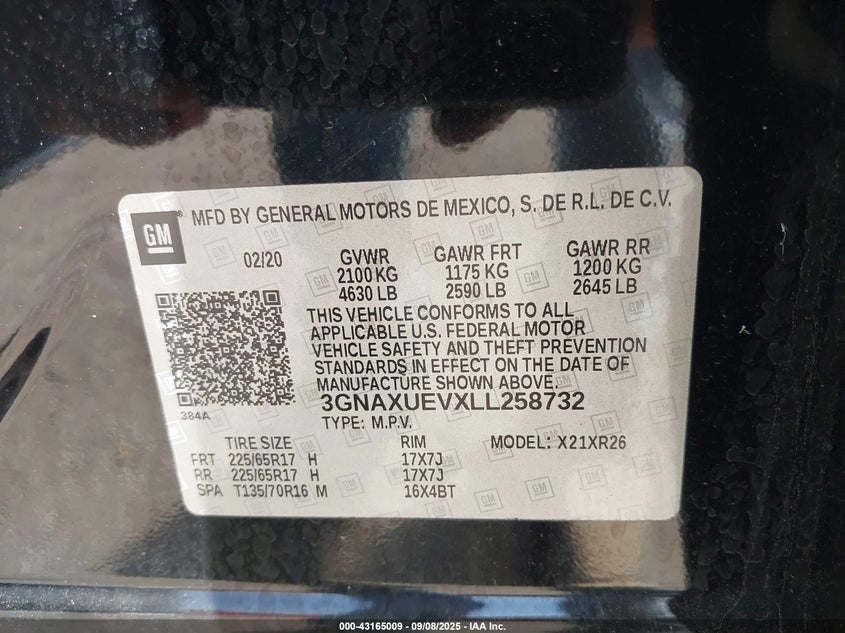 GM
MFD BY GENERAL MOTORS DE MEXICO, S. DE R.L. DE C.V.
02/20 GVWR GAWR FRT GAWR RR
2100 KG 1175 KG 1200 KG
4630 LB 2590 LB 2645 LB
THIS VEHICLE CONFORMS TO ALL
APPLICABLE U.S. FEDERAL MOTOR
VEHICLE SAFETY AND THEFT PREVENTION
STANDARDS IN EFFECT ON THE DATE OF
MANUFACTURE SHOWN ABOVE.
384A
3GNAXUEVXLL258732
TYPE: M.P.V.
TIRE SIZE RIM MODEL: X21XR26
FRT 225/65R17 H 17X7J
RR 225/65R17 H 17X7J
SPA T135/70R16 M 16X4BT
000-43165009 - 09/08/2025 - IAA Inc.